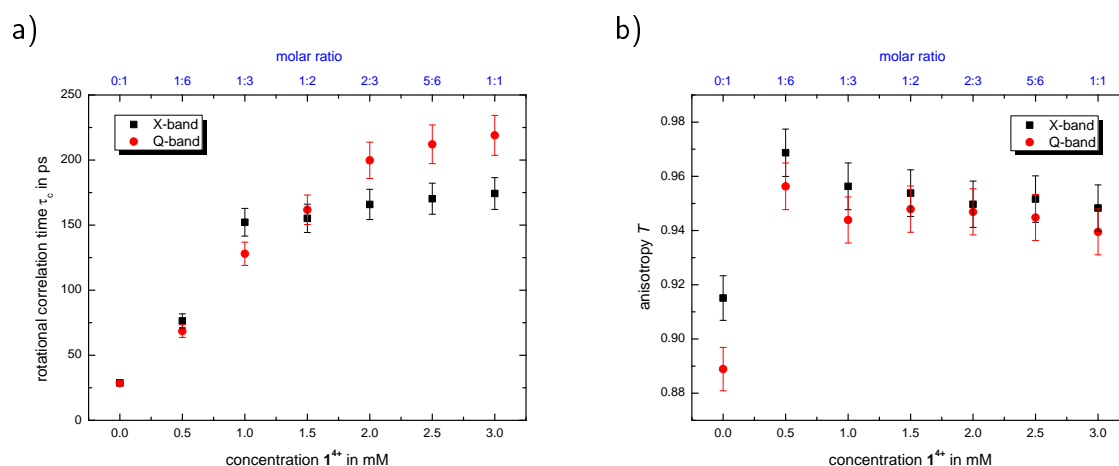 a)
molar ratio
0:1 1:6 1:3 1:2 2:3 5:6 1:1
250
200
150
100
50
0
X-band
Q-band
rotational correlation time τc in ps
0.0 0.5 1.0 1.5 2.0 2.5 3.0
concentration 1⁴⁺ in mM
b)
molar ratio
0:1 1:6 1:3 1:2 2:3 5:6 1:1
0.98
0.96
0.94
0.92
0.90
0.88
X-band
Q-band
anisotropy T
0.0 0.5 1.0 1.5 2.0 2.5 3.0
concentration 1⁴⁺ in mM